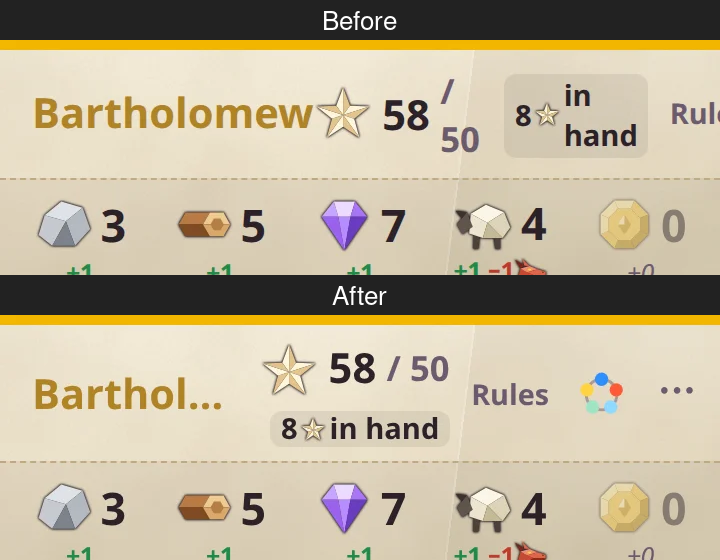 Before
Bartholomew 58 / 50 8 in hand
3 5 7 4 0
+1 +1 +1 +1 −1 +0
After
Barthol... 58 / 50 Rules ...
8 in hand
3 5 7 4 0
+1 +1 +1 +1 −1 +0